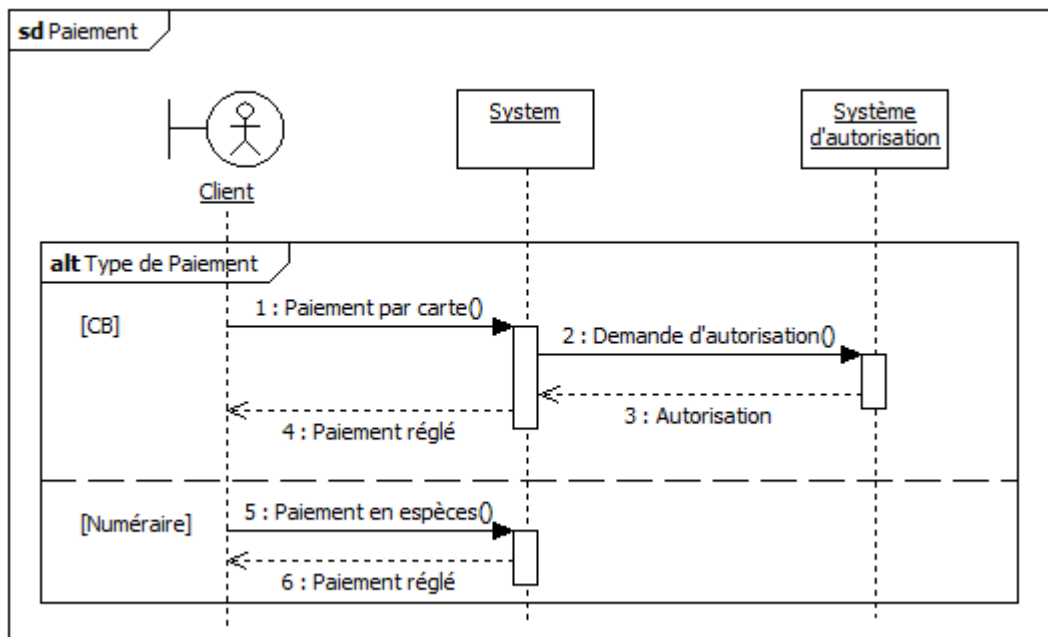 sd Paiement
Client
System
Système
d'autorisation
alt Type de Paiement
[CB]
1 : Paiement par carte()
2 : Demande d'autorisation()
3 : Autorisation
4 : Paiement réglé
[Numéraire]
5 : Paiement en espèces()
6 : Paiement réglé